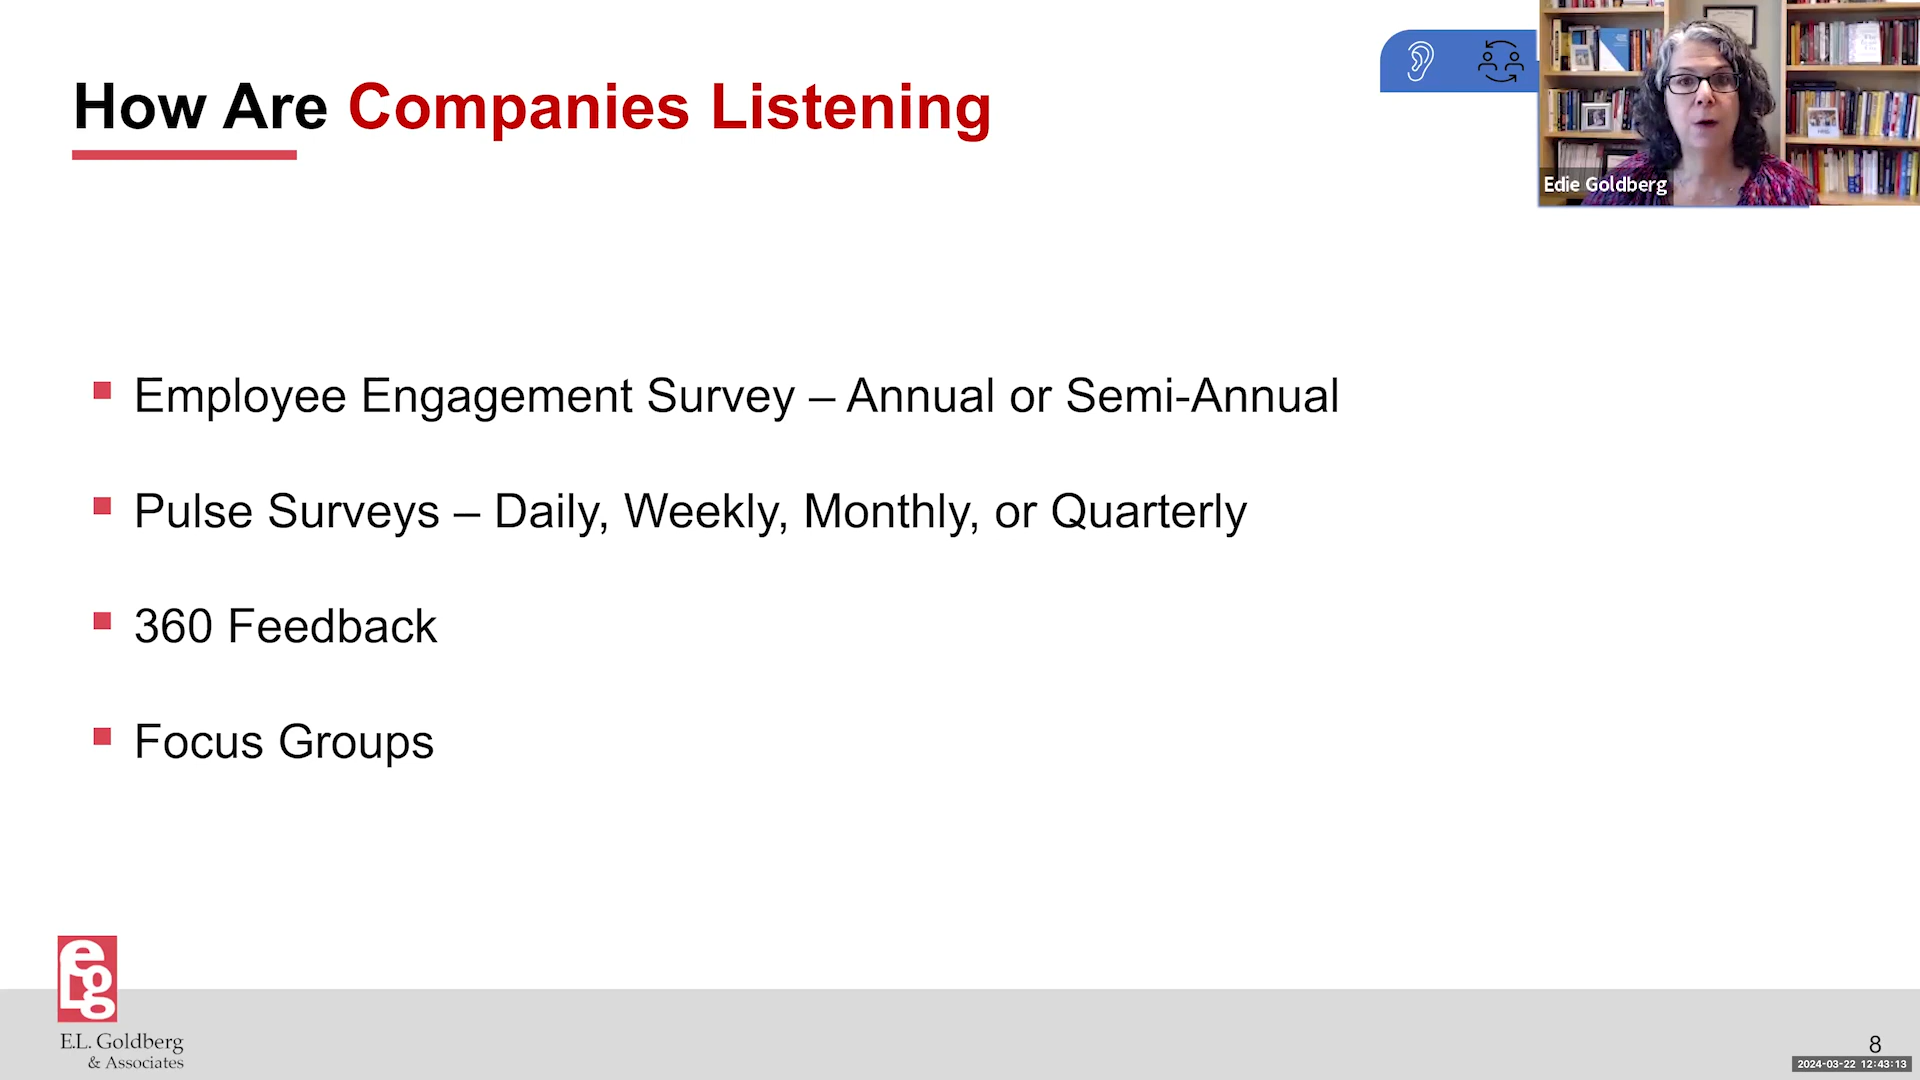 How Are Companies Listening
Edie Goldberg
Employee Engagement Survey – Annual or Semi-Annual
Pulse Surveys – Daily, Weekly, Monthly, or Quarterly
360 Feedback
Focus Groups
eLgg
E.L. Goldberg
& Associates
8
2024-03-22 12:43:13